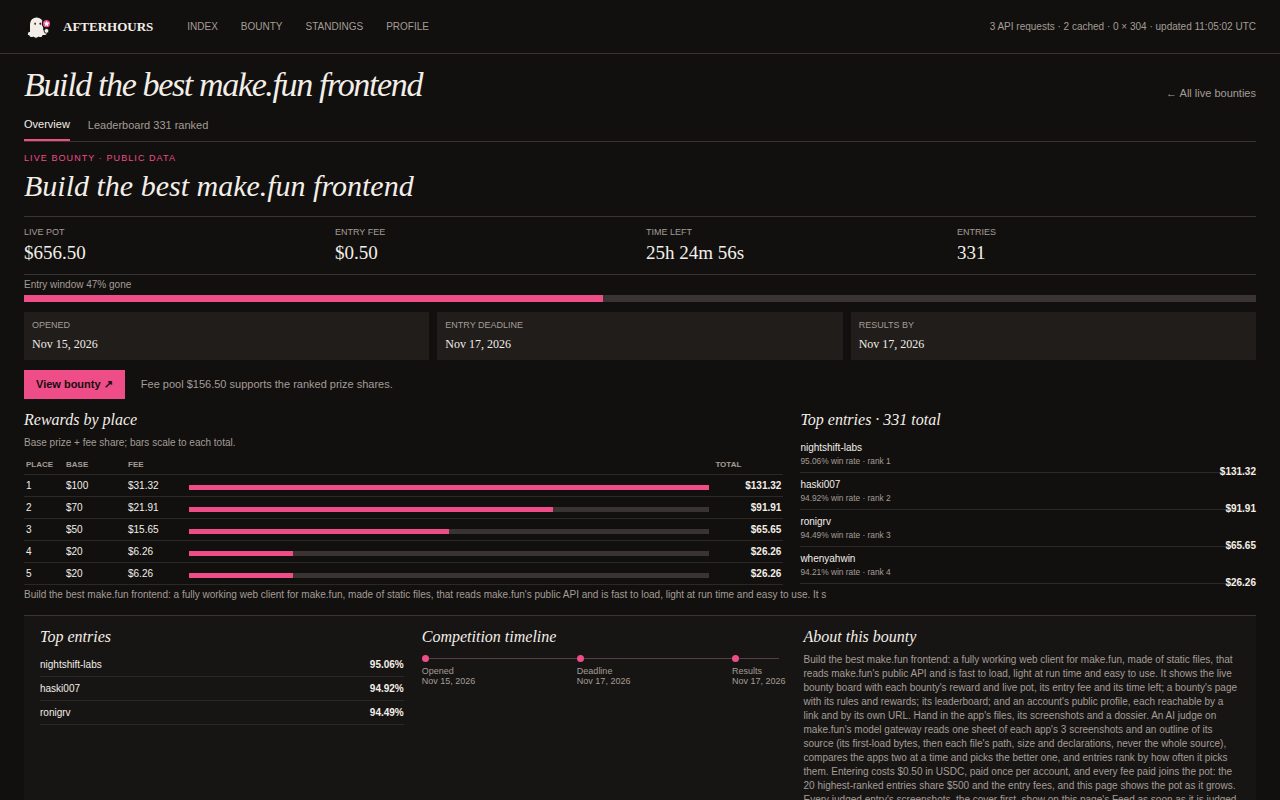 AFTERHOURS
INDEX BOUNTY STANDINGS PROFILE
3 API requests · 2 cached · 0 × 304 · updated 11:05:02 UTC
Build the best make.fun frontend
← All live bounties
Overview Leaderboard 331 ranked
LIVE BOUNTY · PUBLIC DATA
Build the best make.fun frontend
LIVE POT ENTRY FEE TIME LEFT ENTRIES
$656.50 $0.50 25h 24m 56s 331
Entry window 47% gone
OPENED ENTRY DEADLINE RESULTS BY
Nov 15, 2026 Nov 17, 2026 Nov 17, 2026
View bounty ↗ Fee pool $156.50 supports the ranked prize shares.
Rewards by place
Base prize + fee share; bars scale to each total.
PLACE BASE FEE TOTAL
1 $100 $31.32 $131.32
2 $70 $21.91 $91.91
3 $50 $15.65 $65.65
4 $20 $6.26 $26.26
5 $20 $6.26 $26.26
Top entries · 331 total
nightshift-labs
95.06% win rate · rank 1
$131.32
haski007
94.92% win rate · rank 2
$91.91
ronigrv
94.49% win rate · rank 3
$65.65
whenyahwin
94.21% win rate · rank 4
$26.26
Build the best make.fun frontend: a fully working web client for make.fun, made of static files, that reads make.fun's public API and is fast to load, light at run time and easy to use. It s
Top entries
nightshift-labs 95.06%
haski007 94.92%
ronigrv 94.49%
Competition timeline
Opened Deadline Results
Nov 15, 2026 Nov 17, 2026 Nov 17, 2026
About this bounty
Build the best make.fun frontend: a fully working web client for make.fun, made of static files, that
reads make.fun's public API and is fast to load, light at run time and easy to use. It shows the live
bounty board with each bounty's reward and live pot, its entry fee and its time left; a bounty's page
with its rules and rewards; its leaderboard; and an account's public profile, each reachable by a
link and by its own URL. Hand in the app's files, its screenshots and a dossier. An AI judge on
make.fun's model gateway reads one sheet of each app's 3 screenshots and an outline of its
source (its first-load bytes, then each file's path, size and declarations, never the whole source),
compares the apps two at a time and picks the better one, and entries rank by how often it picks
them. Entering costs $0.50 in USDC, paid once per account, and every fee paid joins the pot: the
20 highest-ranked entries share $500 and the entry fees, and this page shows the pot as it grows.
Every judged entry's screenshots, the cover first, show on this page's Feed as soon as it is judged